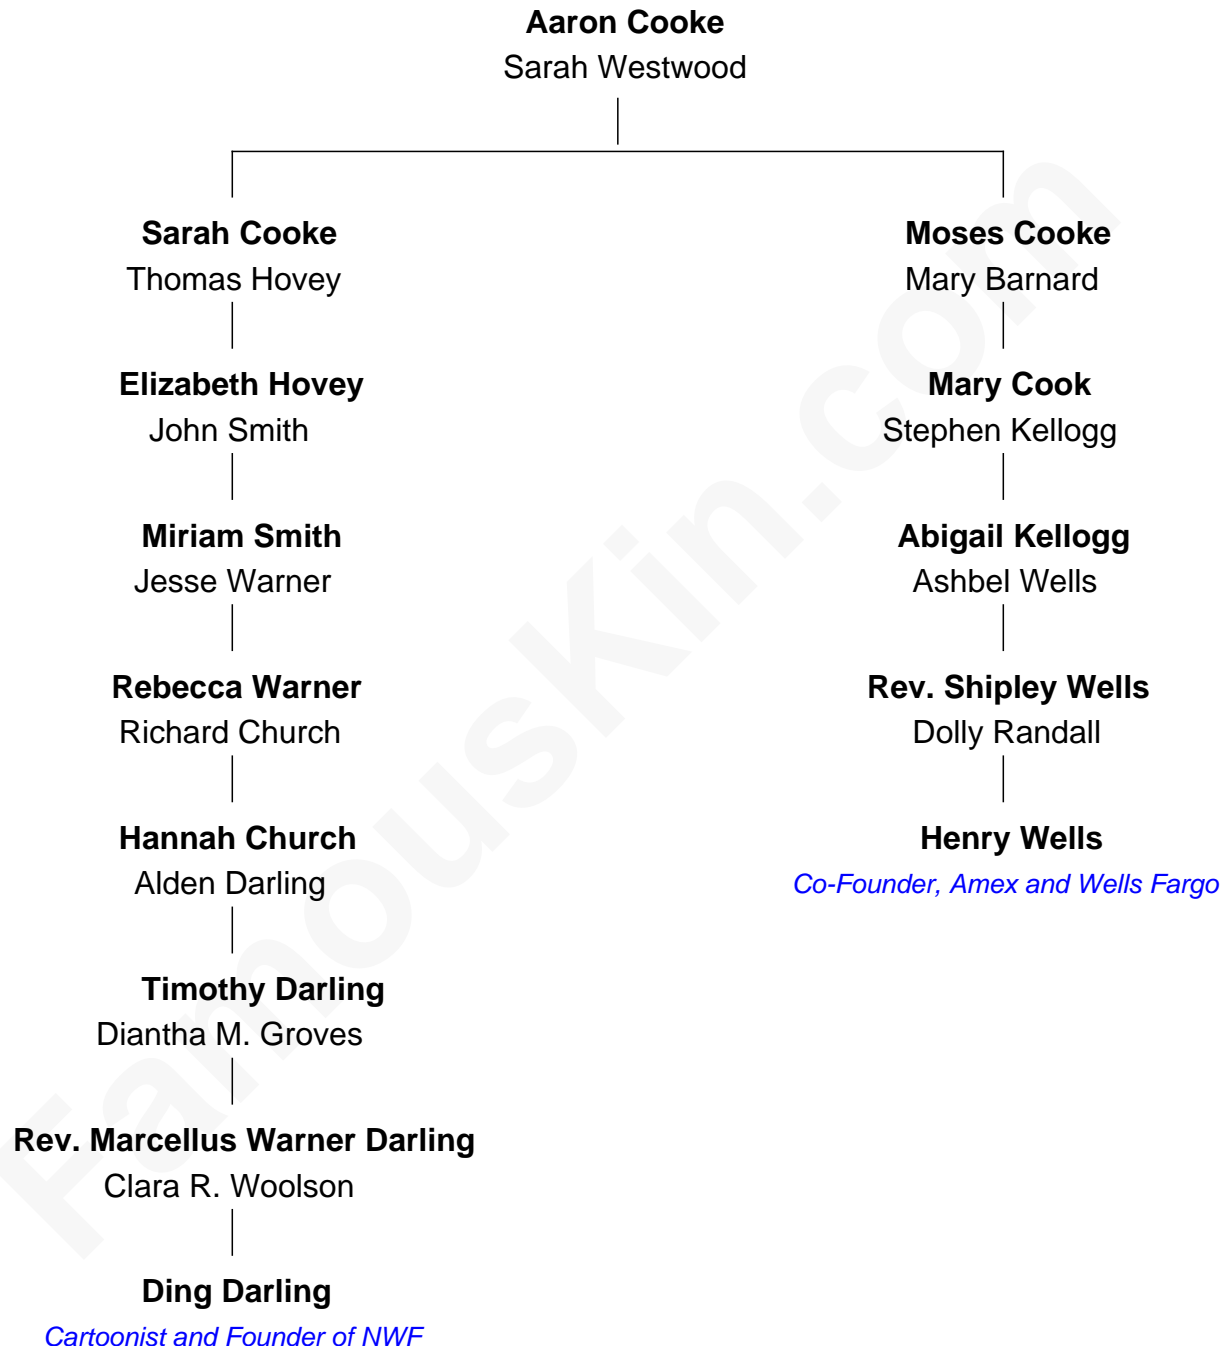 Aaron Cooke
Sarah Westwood
Sarah Cooke
Thomas Hovey
Moses Cooke
Mary Barnard
Elizabeth Hovey
John Smith
Mary Cook
Stephen Kellogg
Miriam Smith
Jesse Warner
Abigail Kellogg
Ashbel Wells
Rebecca Warner
Richard Church
Rev. Shipley Wells
Dolly Randall
Hannah Church
Alden Darling
Henry Wells
Co-Founder, Amex and Wells Fargo
Timothy Darling
Diantha M. Groves
Rev. Marcellus Warner Darling
Clara R. Woolson
Ding Darling
Cartoonist and Founder of NWF
FamousKin.com